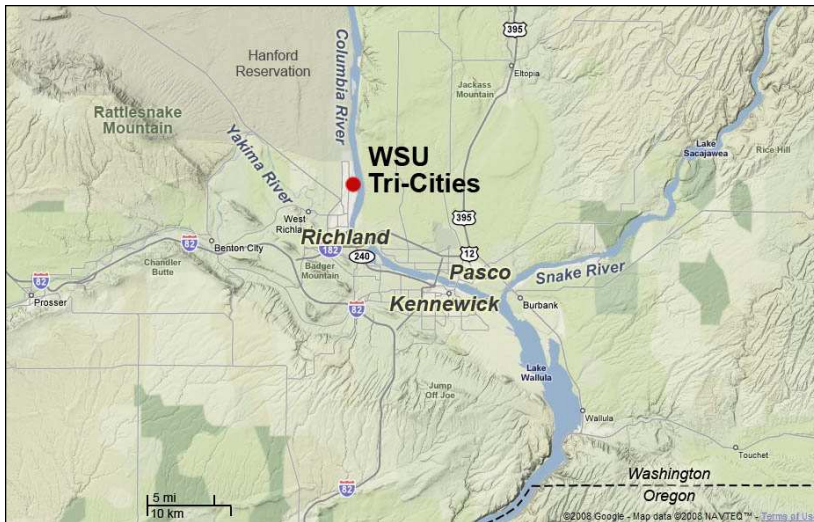 395
Eltopia
Hanford
Reservation
Columbia River
Jackass
Mountain
Rattlesnake
Mountain
Yakima River
WSU
Tri-Cities
Lake
Sacajawea
Rice Hill
West
Richla
395
Richland
182
82
Benton City
240
12
Chandler
Butte
Badger
Mountain
Pasco
Snake River
82
Prosser
Kennewick
82
Burbank
Lake
Wallula
Jump
Off Joe
Wallula
Touchet
82
Washington
Oregon
5 mi
10 km
©2008 Google - Map data ©2008 NAVTEQ™ - Terms of Us